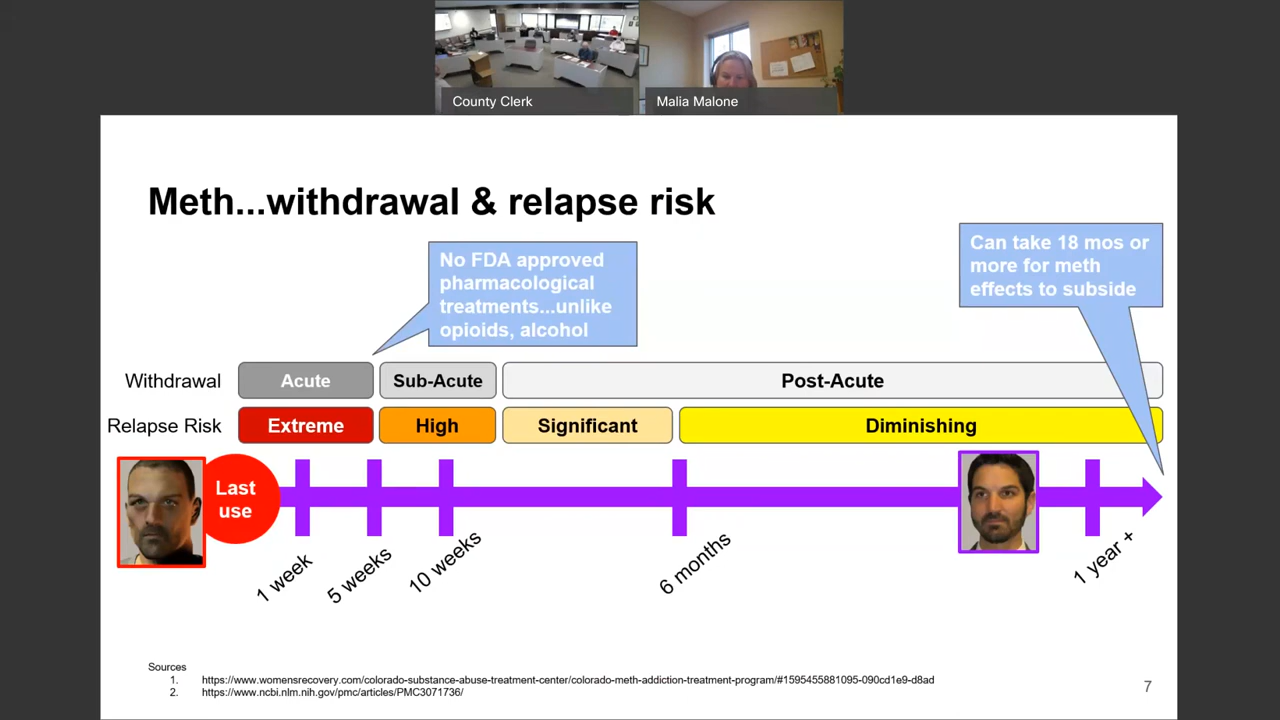 County Clerk
Malia Malone
Meth...withdrawal & relapse risk
No FDA approved
pharmacological
treatments...unlike
opioids, alcohol
Can take 18 mos or
more for meth
effects to subside
Withdrawal
Acute
Sub-Acute
Post-Acute
Relapse Risk
Extreme
High
Significant
Diminishing
Last
use
1 week
5 weeks
10 weeks
6 months
1 year +
Sources
1. https://www.womensrecovery.com/colorado-substance-abuse-treatment-center/colorado-meth-addiction-treatment-program/#1595455881095-090cd1e9-d8ad
2. https://www.ncbi.nlm.nih.gov/pmc/articles/PMC3071736/
7